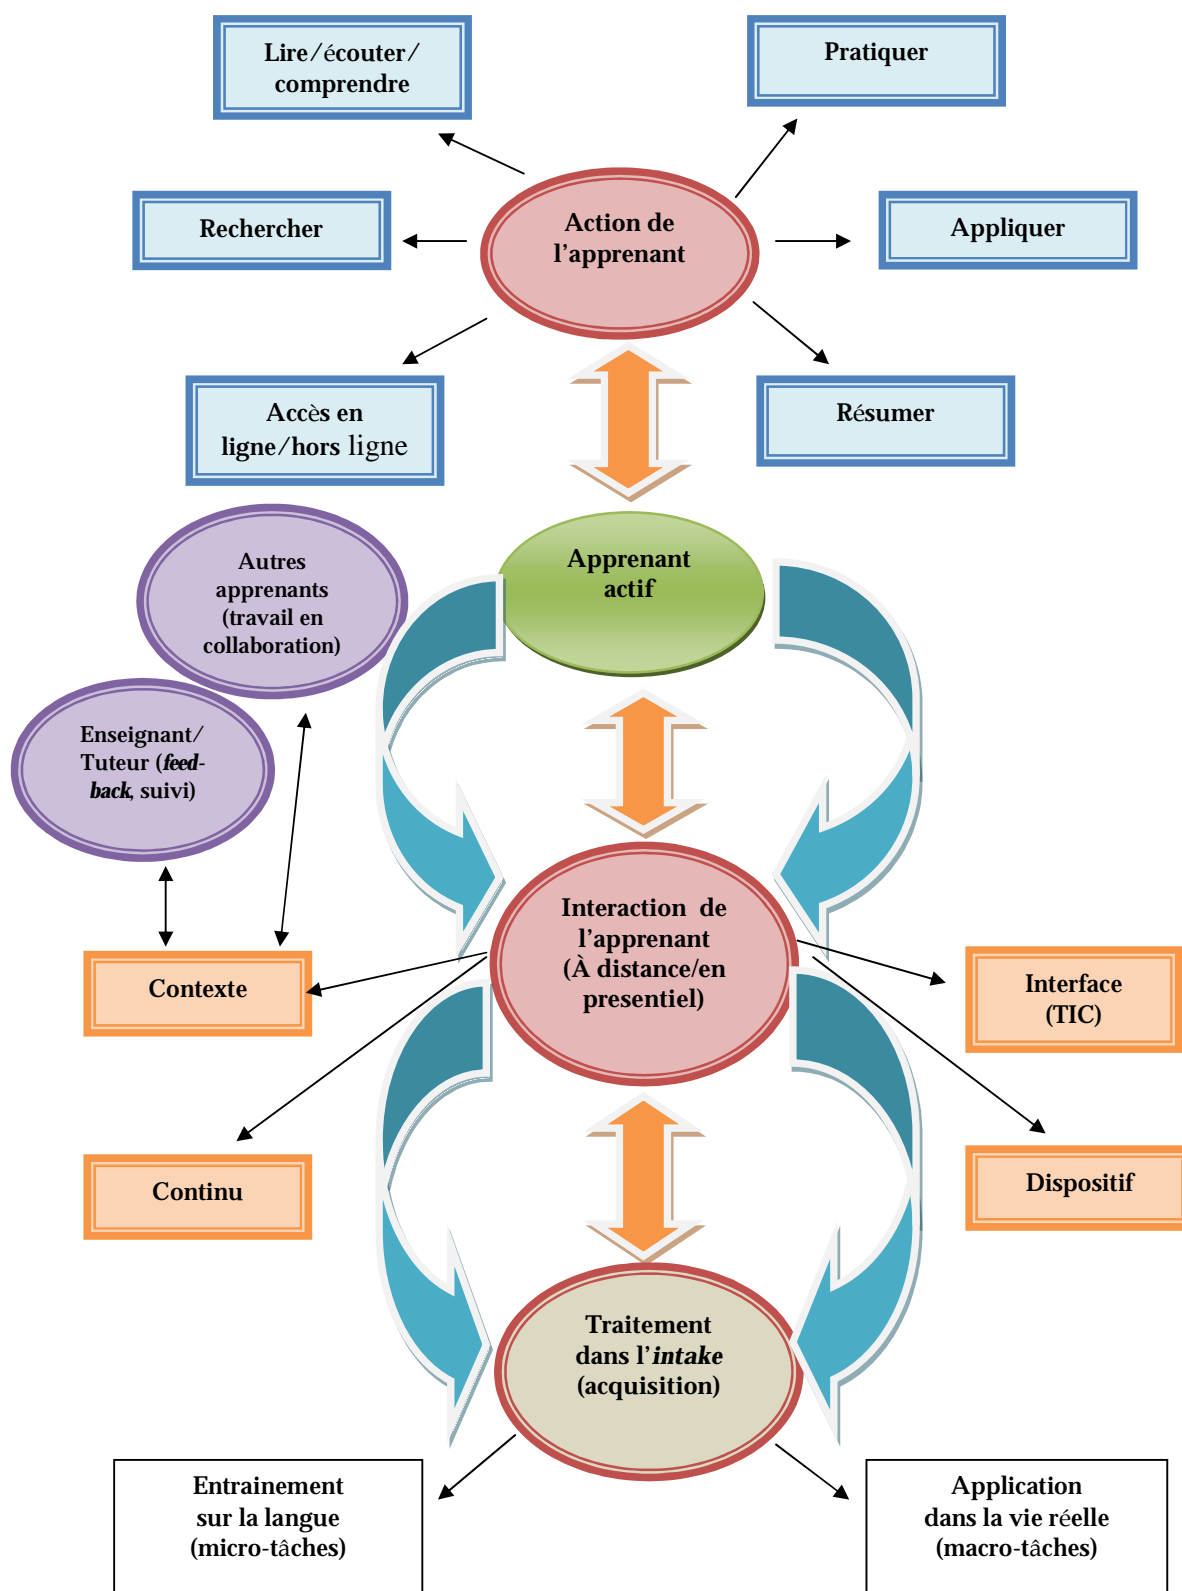 Lire/écouter/
comprendre
Pratiquer
Action de
l'apprenant
Rechercher
Appliquer
Accès en
ligne/hors ligne
Résumer
Autres
apprenants
(travail en
collaboration)
Apprenant
actif
Enseignant/
Tuteur (feed-
back, suivi)
Interaction de
l'apprenant
(À distance/en
presentiel)
Contexte
Interface
(TIC)
Continu
Dispositif
Traitement
dans l'intake
(acquisition)
Entrainement
sur la langue
(micro-tâches)
Application
dans la vie réelle
(macro-tâches)